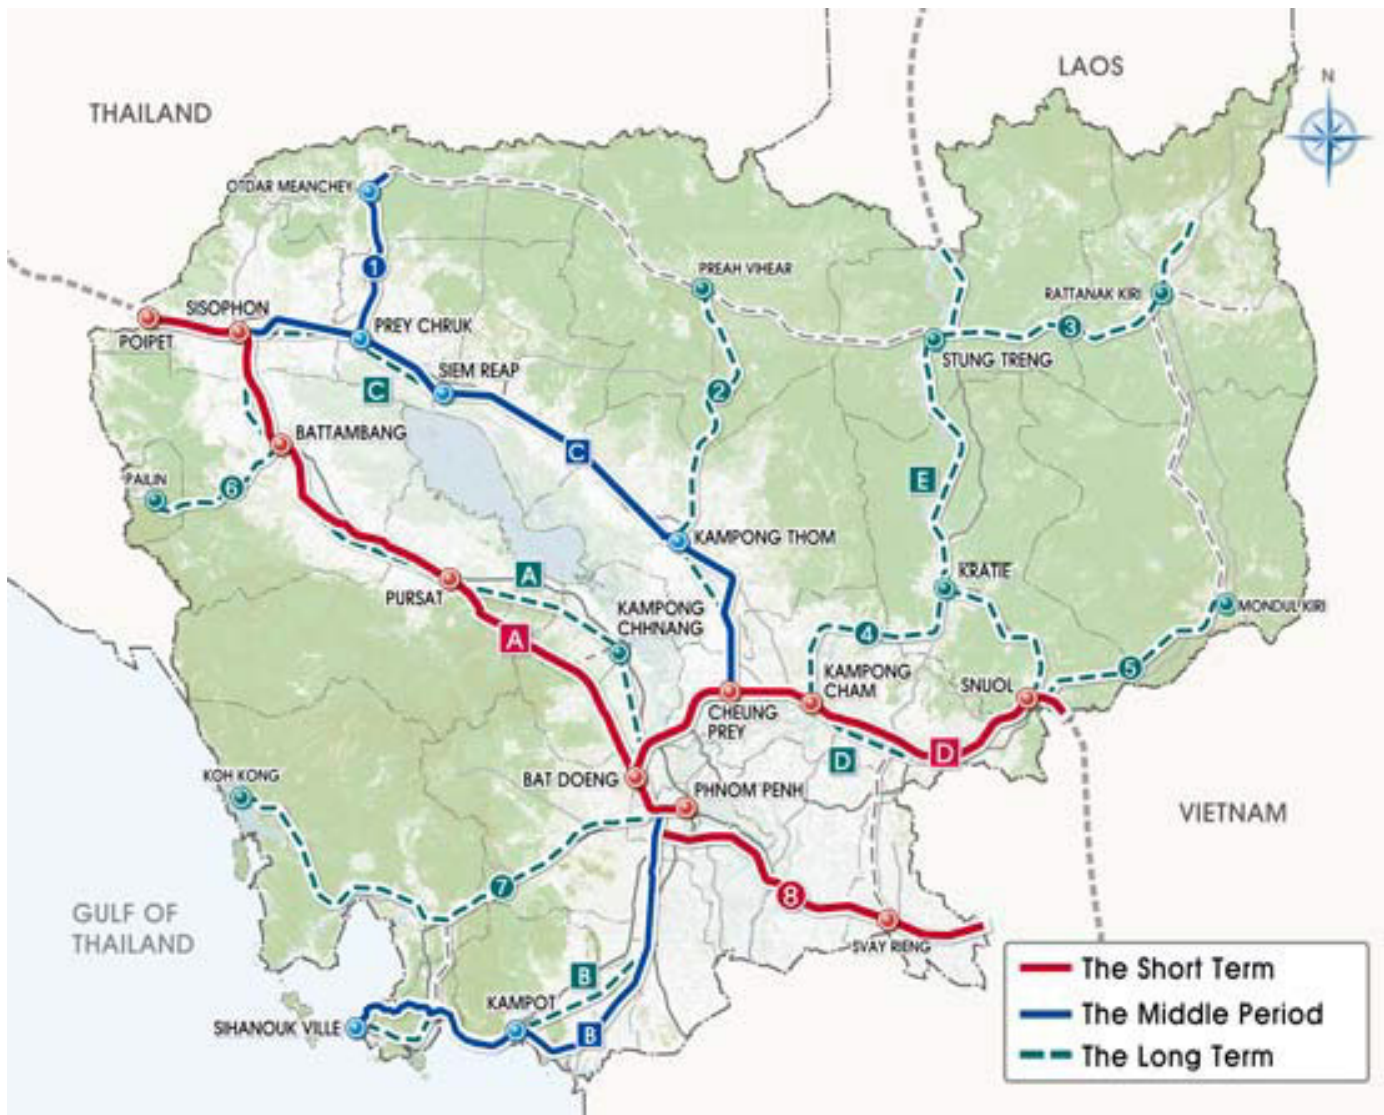 LAOS
N
THAILAND
OTDAR MEANCHEY
1
PREAH VIHEAR
RATTANAK KIRI
SISOPHON
POIPET
PREY CHRUK
3
STUNG TRENG
SIEM REAP
C
2
BATTAMBANG
C
PAILIN
6
E
KAMPONG THOM
KRATIE
A
PURSAT
KAMPONG
CHHNANG
MONDUL KIRI
A
4
5
KAMPONG
CHAM
SNUOL
CHEUNG
PREY
D
D
KOH KONG
BAT DOENG
PHNOM PENH
VIETNAM
7
8
GULF OF
THAILAND
SVAY RIENG
B
KAMPOT
SIHANOUK VILLE
B
The Short Term
The Middle Period
The Long Term